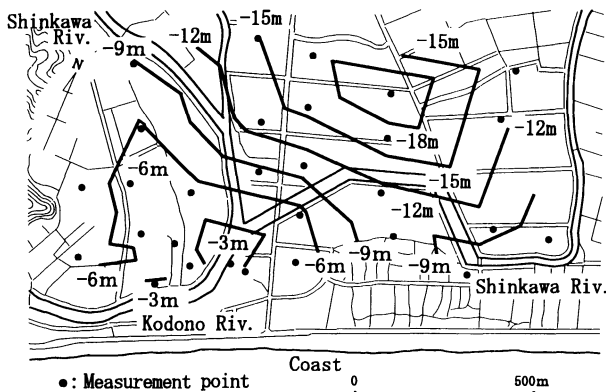 Shinkawa
Riv.
-9m
-12m
-15m
-15m
N
-18m
-12m
-6m
-15m
-12m
-3m
-6m
-6m
-9m
-9m
-3m
Shinkawa Riv.
Kodono Riv.
Coast
●: Measurement point
0 500m